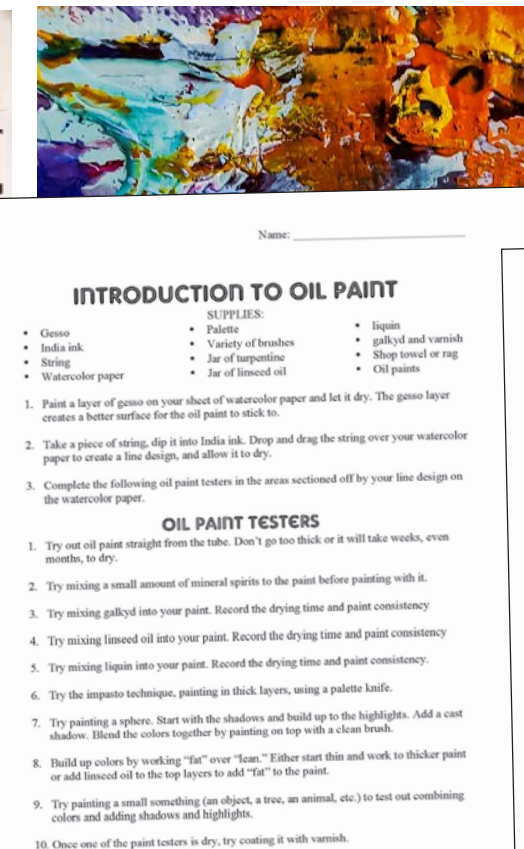 Name:
INTRODUCTION TO OIL PAINT
SUPPLIES:
• Gesso
• India ink
• String
• Watercolor paper
• Palette
• Variety of brushes
• Jar of turpentine
• Jar of linseed oil
• liquin
• galkyd and varnish
• Shop towel or rag
• Oil paints
1. Paint a layer of gesso on your sheet of watercolor paper and let it dry. The gesso layer
creates a better surface for the oil paint to stick to.
2. Take a piece of string, dip it into India ink. Drop and drag the string over your watercolor
paper to create a line design, and allow it to dry.
3. Complete the following oil paint testers in the areas sectioned off by your line design on
the watercolor paper.
OIL PAINT TESTERS
1. Try out oil paint straight from the tube. Don't go too thick or it will take weeks, even
months, to dry.
2. Try mixing a small amount of mineral spirits to the paint before painting with it.
3. Try mixing galkyd into your paint. Record the drying time and paint consistency
4. Try mixing linseed oil into your paint. Record the drying time and paint consistency
5. Try mixing liquin into your paint. Record the drying time and paint consistency.
6. Try the impasto technique, painting in thick layers, using a palette knife.
7. Try painting a sphere. Start with the shadows and build up to the highlights. Add a cast
shadow. Blend the colors together by painting on top with a clean brush.
8. Build up colors by working "fat" over "lean." Either start thin and work to thicker paint
or add linseed oil to the top layers to add "fat" to the paint.
9. Try painting a small something (an object, a tree, an animal, etc.) to test out combining
colors and adding shadows and highlights.
10. Once one of the paint testers is dry, try coating it with varnish.